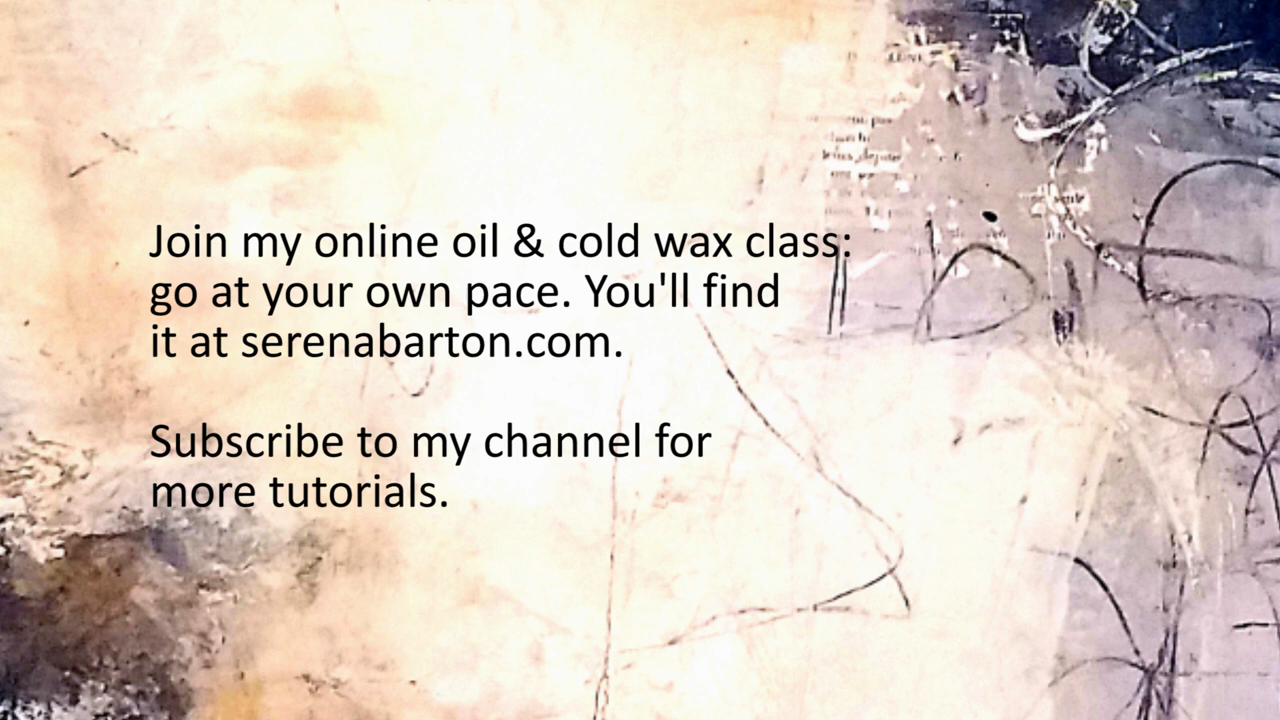 Join my online oil & cold wax class:
go at your own pace. You'll find
it at serenabarton.com.
Subscribe to my channel for
more tutorials.